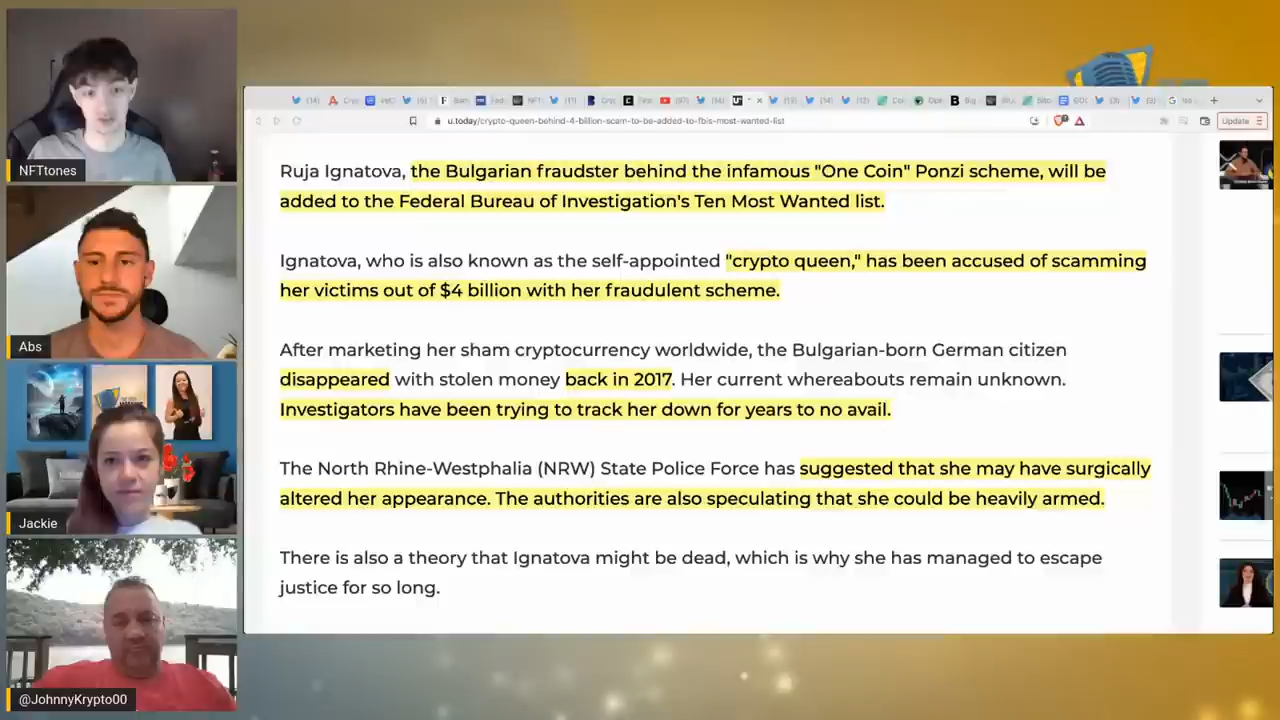 NFTtones
Abs
Jackie
@JohnnyKrypto00
u.today/crypto-queen-behind-4-billion-scam-to-be-added-to-fbis-most-wanted-list
Update
Ruja Ignatova, the Bulgarian fraudster behind the infamous "One Coin" Ponzi scheme, will be
added to the Federal Bureau of Investigation's Ten Most Wanted list.
Ignatova, who is also known as the self-appointed "crypto queen," has been accused of scamming
her victims out of $4 billion with her fraudulent scheme.
After marketing her sham cryptocurrency worldwide, the Bulgarian-born German citizen
disappeared with stolen money back in 2017. Her current whereabouts remain unknown.
Investigators have been trying to track her down for years to no avail.
The North Rhine-Westphalia (NRW) State Police Force has suggested that she may have surgically
altered her appearance. The authorities are also speculating that she could be heavily armed.
There is also a theory that Ignatova might be dead, which is why she has managed to escape
justice for so long.